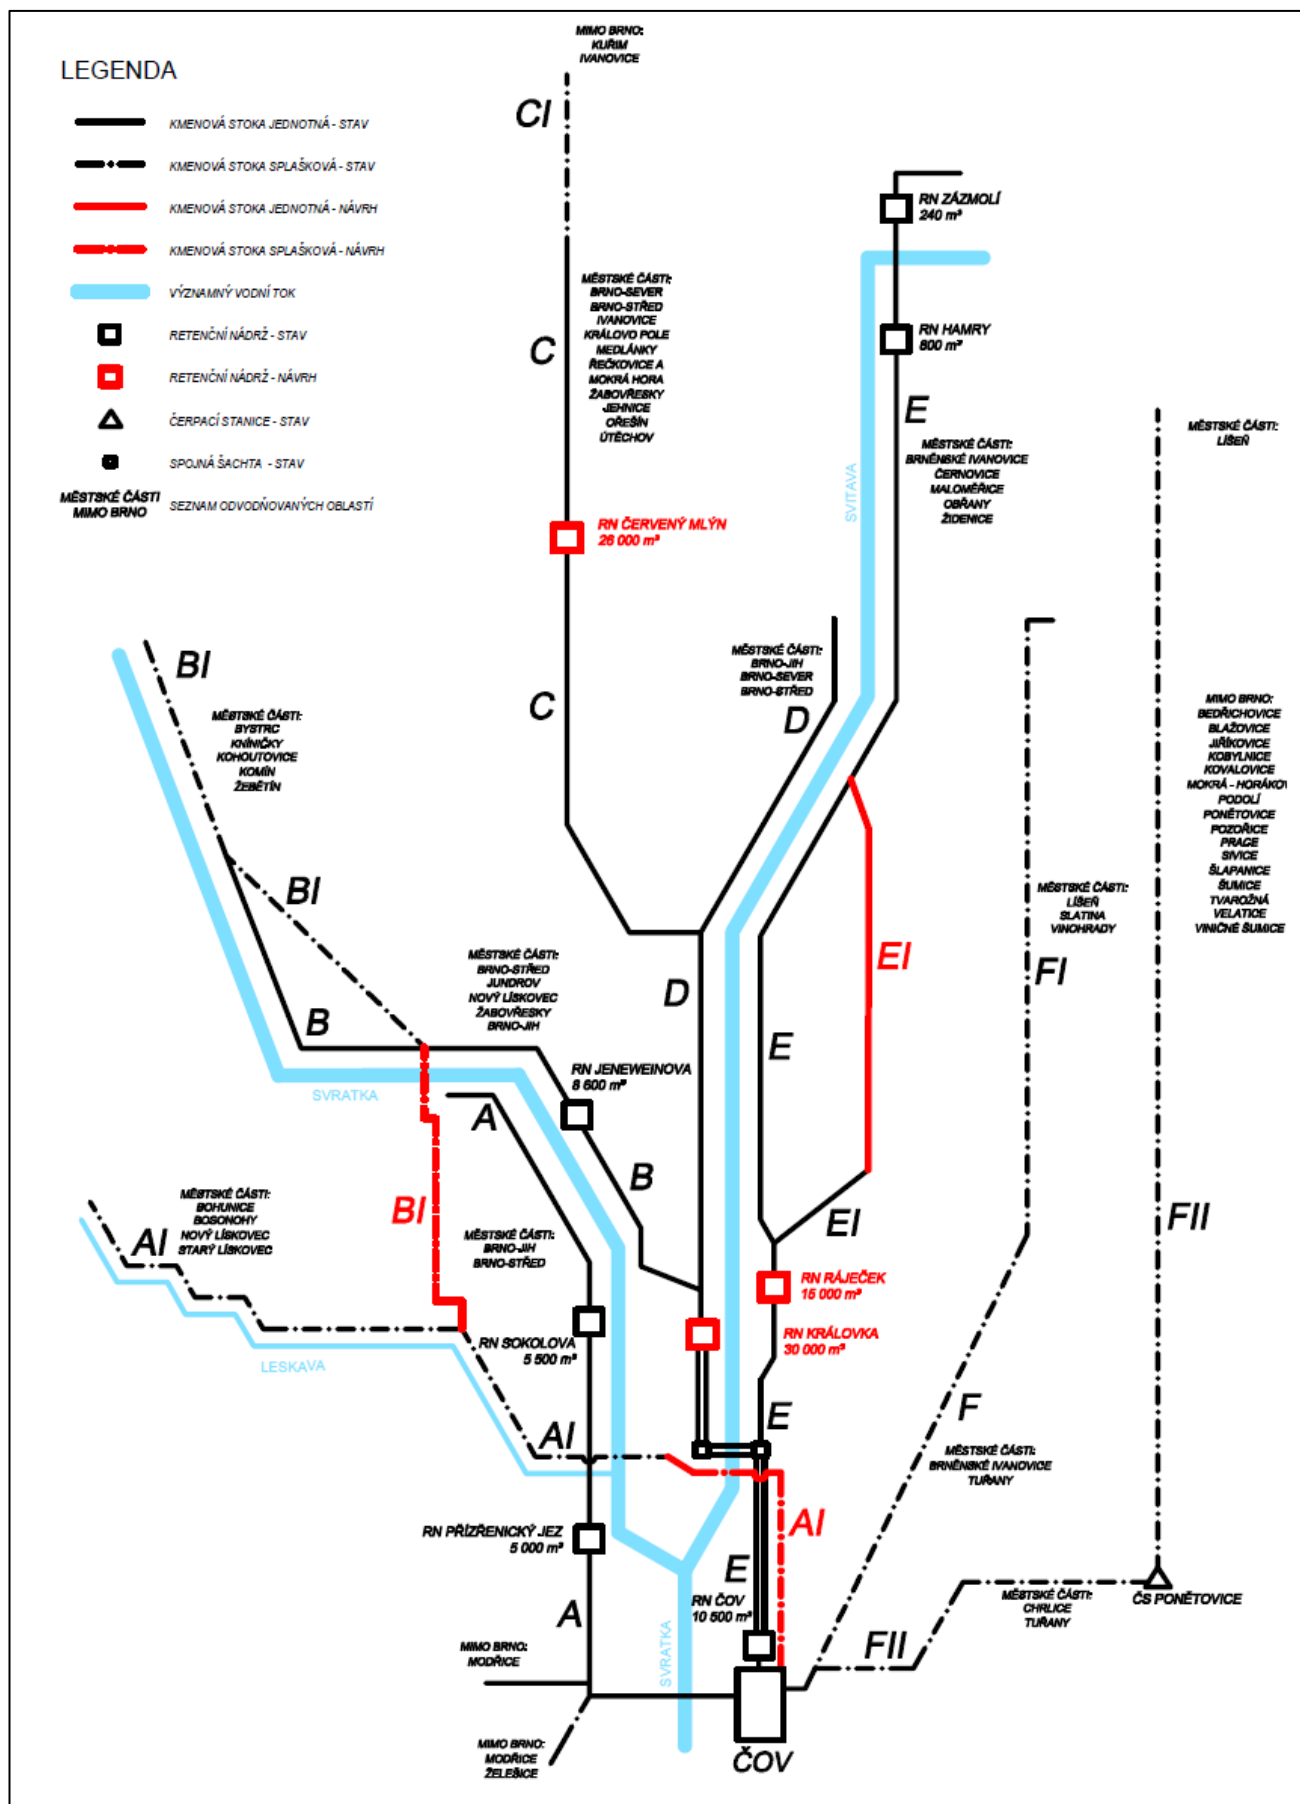 LEGENDA
KMENOVÁ STOKA JEDNOTNÁ - STAV
KMENOVÁ STOKA SPLAŠKOVÁ - STAV
KMENOVÁ STOKA JEDNOTNÁ - NÁVRH
KMENOVÁ STOKA SPLAŠKOVÁ - NÁVRH
VÝZNAMNÝ VODNÍ TOK
RETENČNÍ NÁDRŽ - STAV
RETENČNÍ NÁDRŽ - NÁVRH
ČERPACÍ STANICE - STAV
SPOJNÁ ŠACHTA - STAV
MĚSTSKÉ ČÁSTI
MIMO BRNO
SEZNAM ODVODŇOVANÝCH OBLASTÍ
MIMO BRNO:
KUŘIM
IVANOVICE
CI
RN ZÁZMOLÍ
240 m³
MĚSTSKÉ ČÁSTI:
BRNO-SEVER
BRNO-STŘED
IVANOVICE
KRÁLOVO POLE
MEDLÁNKY
ŘEČKOVICE A
MOKRÁ HORA
ŽABOVŘESKY
JEHNICE
OŘEŠÍN
ÚTĚCHOV
C
RN HAMRY
800 m³
E
MĚSTSKÉ ČÁSTI:
BRNĚNSKÉ IVANOVICE
ČERNOVICE
MALOMĚŘICE
OBŘANY
ŽIDENICE
SVITAVA
MĚSTSKÉ ČÁSTI:
LÍŠEŇ
RN ČERVENÝ MLÝN
26 000 m³
BI
MĚSTSKÉ ČÁSTI:
BYSTRC
KNÍNIČKY
KOHOUTOVICE
KOMÍN
ŽEBĚTÍN
C
MĚSTSKÉ ČÁSTI:
BRNO-JIH
BRNO-SEVER
BRNO-STŘED
D
MIMO BRNO:
BEDŘICHOVICE
BLAŽOVICE
JIŘÍKOVICE
KOBYLNICE
KOVALOVICE
MOKRÁ - HORÁKOV
PODOLÍ
PONĚTOVICE
POZOŘICE
PRACE
SIVICE
ŠLAPANICE
ŠUMICE
TVAROŽNÁ
VELATICE
VINIČNÉ ŠUMICE
BI
MĚSTSKÉ ČÁSTI:
LÍŠEŇ
SLATINA
VINOHRADY
EI
FI
MĚSTSKÉ ČÁSTI:
BRNO-STŘED
JUNDROV
NOVÝ LÍSKOVEC
ŽABOVŘESKY
BRNO-JIH
D
B
E
RN JENEWEINOVA
8 600 m³
SVRATKA
A
B
BI
MĚSTSKÉ ČÁSTI:
BOHUNICE
BOSONOHY
NOVÝ LÍSKOVEC
STARÝ LÍSKOVEC
AI
MĚSTSKÉ ČÁSTI:
BRNO-JIH
BRNO-STŘED
EI
FII
RN RÁJEČEK
15 000 m³
RN SOKOLOVA
5 500 m³
RN KRÁLOVKA
30 000 m³
LESKAVA
F
E
AI
MĚSTSKÉ ČÁSTI:
BRNĚNSKÉ IVANOVICE
TUŘANY
RN PŘÍZŘENICKÝ JEZ
5 000 m³
AI
E
RN ČOV
10 500 m³
A
MĚSTSKÉ ČÁSTI:
CHRLICE
TUŘANY
ČS PONĚTOVICE
FII
MIMO BRNO:
MODŘICE
SVRATKA
MIMO BRNO:
MODŘICE
ŽELEŠICE
ČOV